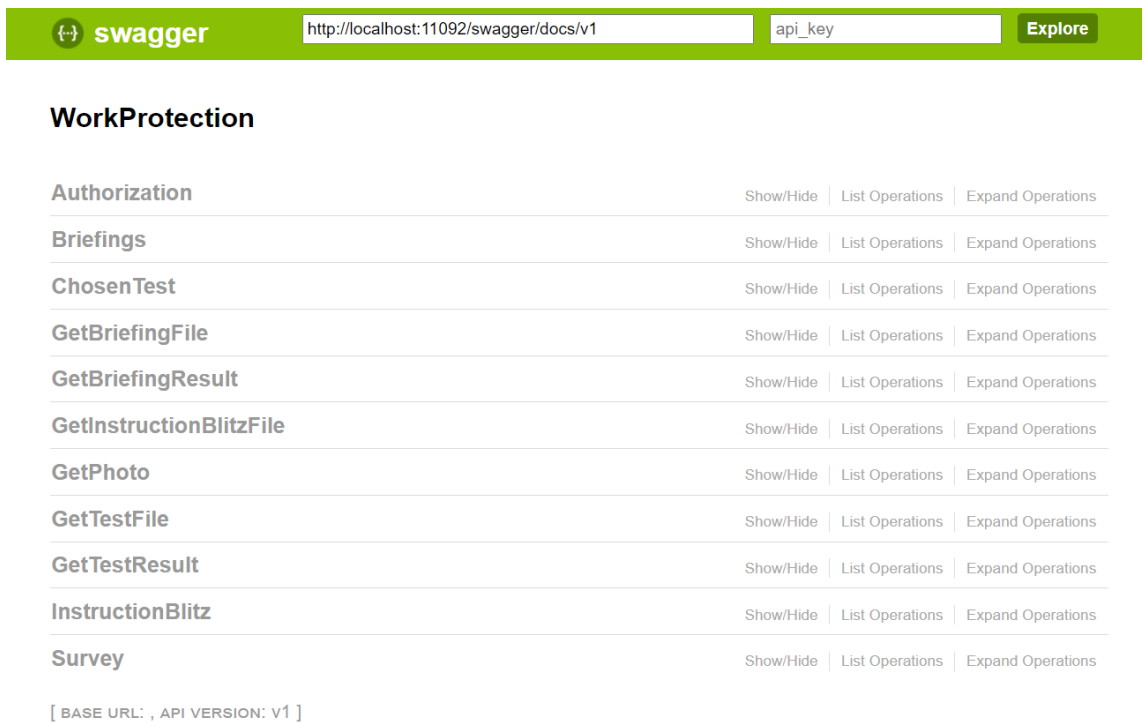 swagger http://localhost:11092/swagger/docs/v1 api_key Explore
WorkProtection
Authorization Show/Hide List Operations Expand Operations
Briefings Show/Hide List Operations Expand Operations
ChosenTest Show/Hide List Operations Expand Operations
GetBriefingFile Show/Hide List Operations Expand Operations
GetBriefingResult Show/Hide List Operations Expand Operations
GetInstructionBlitzFile Show/Hide List Operations Expand Operations
GetPhoto Show/Hide List Operations Expand Operations
GetTestFile Show/Hide List Operations Expand Operations
GetTestResult Show/Hide List Operations Expand Operations
InstructionBlitz Show/Hide List Operations Expand Operations
Survey Show/Hide List Operations Expand Operations
[ BASE URL: , API VERSION: V1 ]